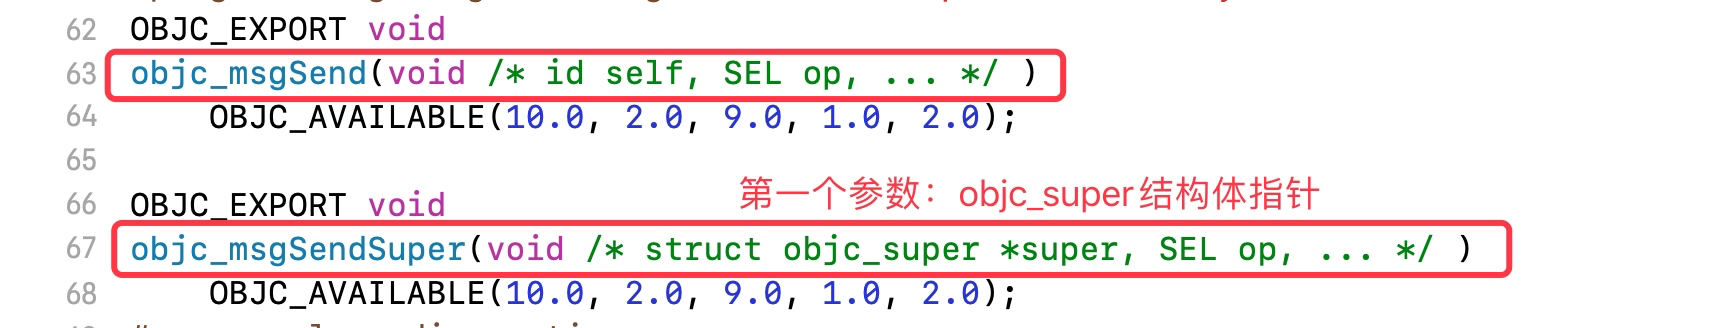 62 OBJC_EXPORT void
63 objc_msgSend(void /* id self, SEL op, ... */ )
64 OBJC_AVAILABLE(10.0, 2.0, 9.0, 1.0, 2.0);
65
第一个参数：objc_super结构体指针
66 OBJC_EXPORT void
67 objc_msgSendSuper(void /* struct objc_super *super, SEL op, ... */ )
68 OBJC_AVAILABLE(10.0, 2.0, 9.0, 1.0, 2.0);